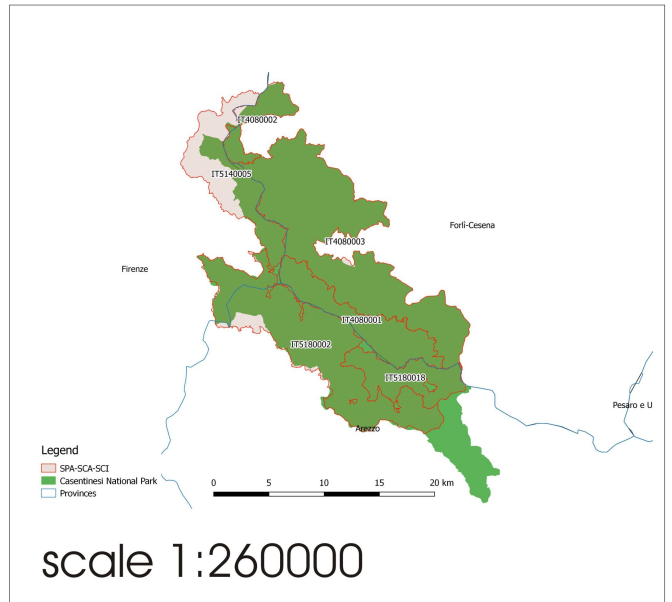 IT4080002
IT5140005
Forlì-Cesena
IT4080003
Firenze
IT4080001
IT5180002
IT5180018
Pesaro e U
Arezzo
Legend
SPA-SCA-SCI
Casentinesi National Park
Provinces
0 5 10 15 20 km
scale 1:260000